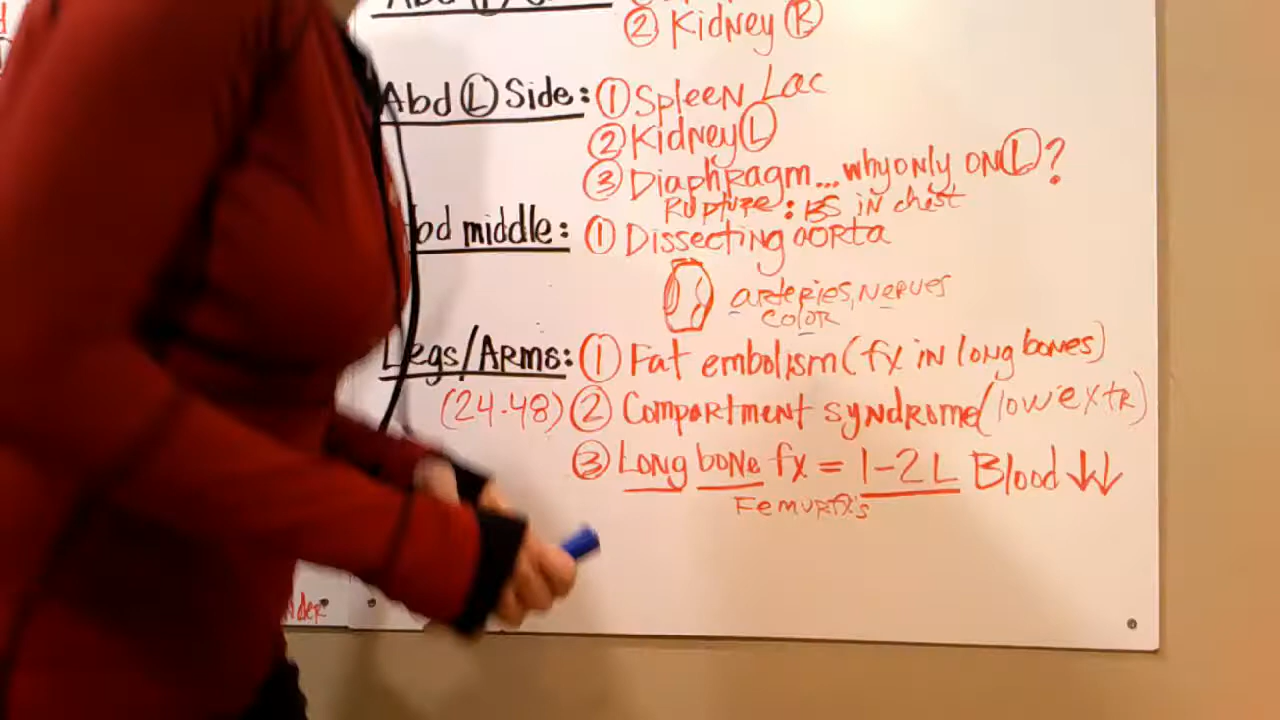 ② Kidney Ⓡ
Abd Ⓛ Side: ① Spleen Lac
② Kidney Ⓛ
③ Diaphragm... why only on Ⓛ?
Rupture: BS in chest
bd middle: ① Dissecting aorta
arteries, nerves
color
Legs/Arms: ① Fat embolism (fx in long bones)
(24-48) ② Compartment syndrome (low extr)
③ Long bone fx = 1-2 L Blood ↓↓
Femur fx's
nder